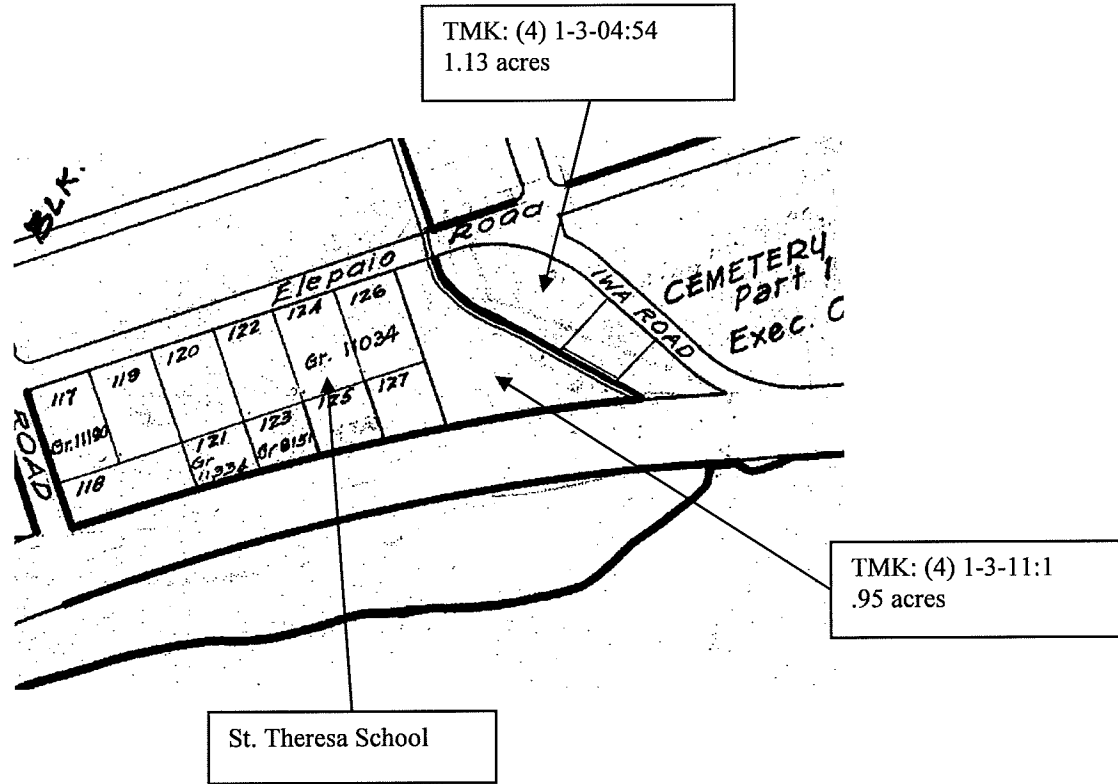 TMK: (4) 1-3-04:54
1.13 acres
BLK.
Elepaio Road
IWA ROAD
CEMETERY
Part 1
Exec. O
117
119
120
122
124
126
Gr. 11034
Gr. 11190
118
121
Gr
11334
123
Gr 8151
125
127
ROAD
TMK: (4) 1-3-11:1
.95 acres
St. Theresa School